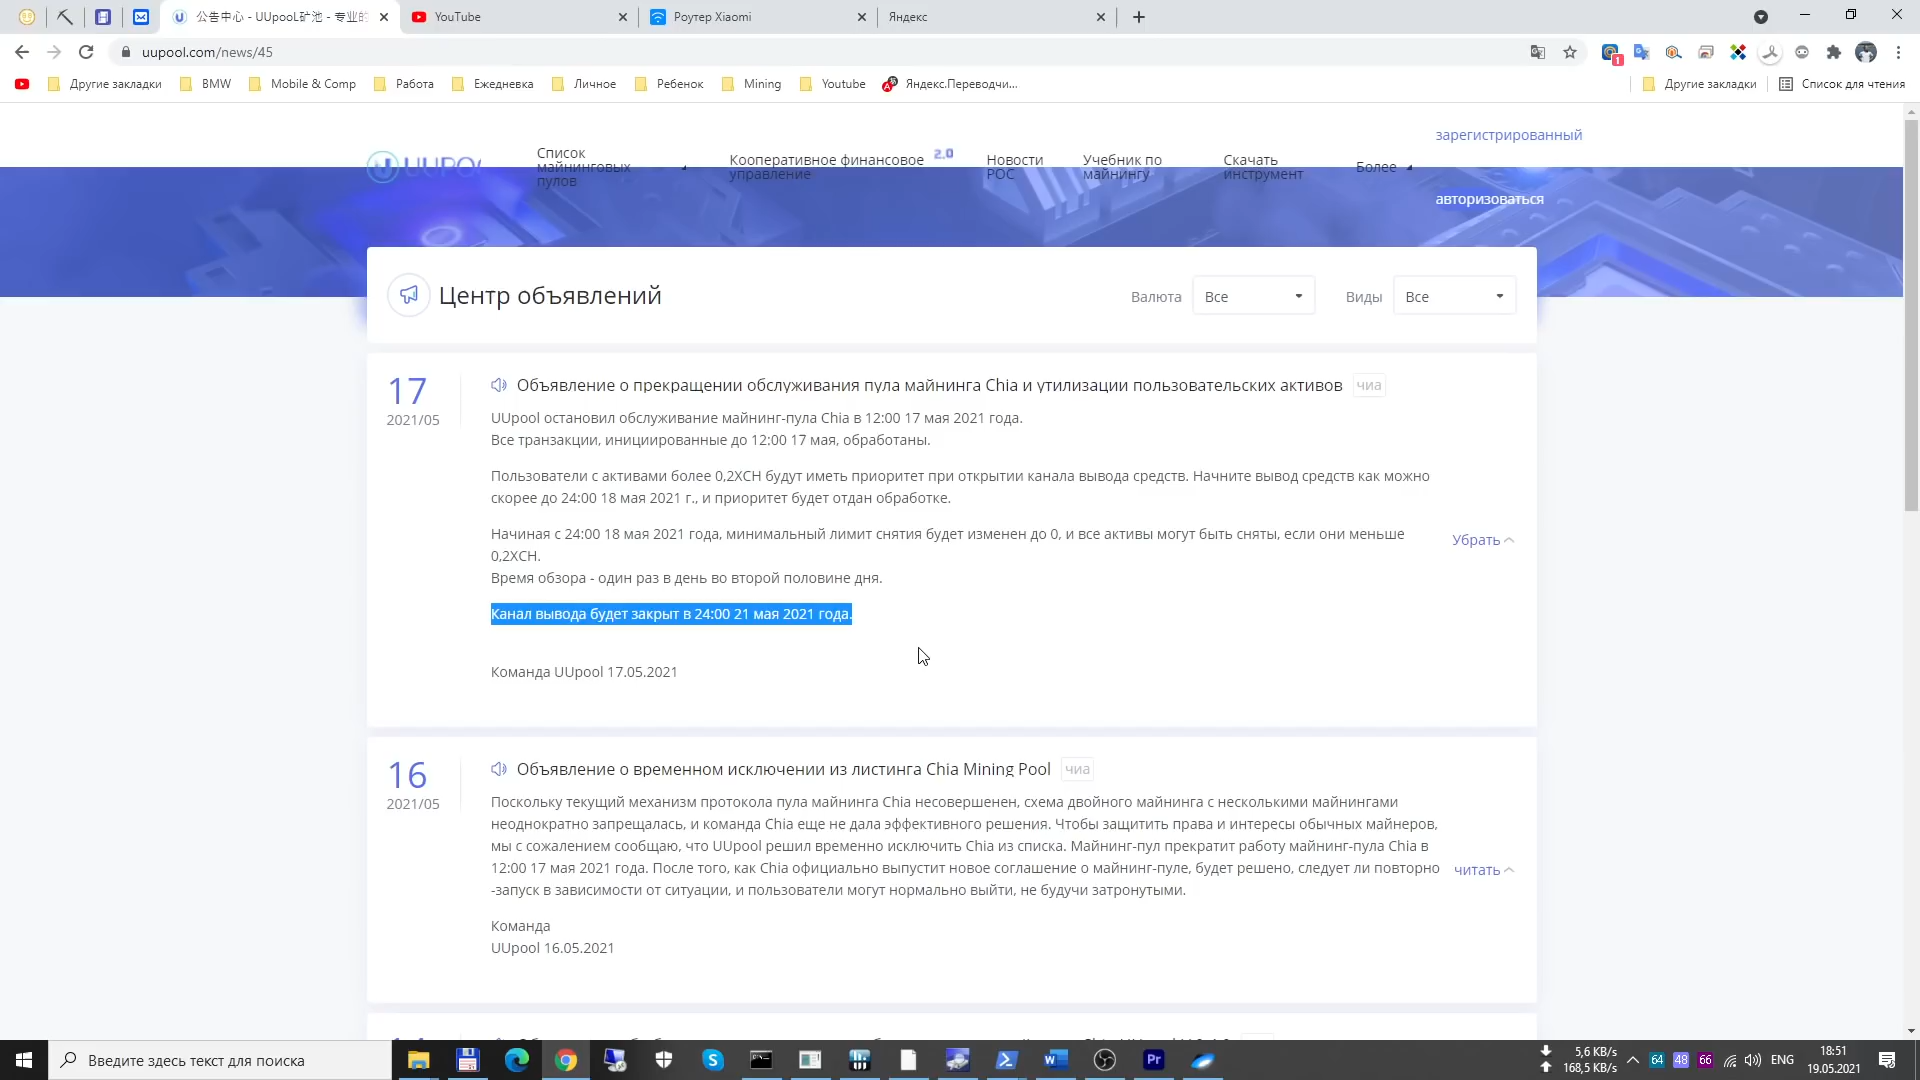 公告中心 - UUpooL矿池 - 专业的
YouTube
Роутер Xiaomi
Яндекс
uupool.com/news/45
1
Другие закладки
BMW
Mobile & Comp
Работа
Ежедневка
Личное
Ребенок
Mining
Youtube
Яндекс.Переводчи...
Другие закладки
Список для чтения
UUPO
Список майнинговых пулов
Кооперативное финансовое управление
2.0
Новости POC
Учебник по майнингу
Скачать инструмент
Более
зарегистрированный
авторизоваться
Центр объявлений
Валюта
Все
Виды
Все
17
2021/05
Объявление о прекращении обслуживания пула майнинга Chia и утилизации пользовательских активов
чиа
UUpool остановил обслуживание майнинг-пула Chia в 12:00 17 мая 2021 года.
Все транзакции, инициированные до 12:00 17 мая, обработаны.
Пользователи с активами более 0,2XCH будут иметь приоритет при открытии канала вывода средств. Начните вывод средств как можно
скорее до 24:00 18 мая 2021 г., и приоритет будет отдан обработке.
Начиная с 24:00 18 мая 2021 года, минимальный лимит снятия будет изменен до 0, и все активы могут быть сняты, если они меньше
0,2XCH.
Время обзора - один раз в день во второй половине дня.
Канал вывода будет закрыт в 24:00 21 мая 2021 года.
Команда UUpool 17.05.2021
Убрать
16
2021/05
Объявление о временном исключении из листинга Chia Mining Pool
чиа
Поскольку текущий механизм протокола пула майнинга Chia несовершенен, схема двойного майнинга с несколькими майнингами
неоднократно запрещалась, и команда Chia еще не дала эффективного решения. Чтобы защитить права и интересы обычных майнеров,
мы с сожалением сообщаю, что UUpool решил временно исключить Chia из списка. Майнинг-пул прекратит работу майнинг-пула Chia в
12:00 17 мая 2021 года. После того, как Chia официально выпустит новое соглашение о майнинг-пуле, будет решено, следует ли повторно
-запуск в зависимости от ситуации, и пользователи могут нормально выйти, не будучи затронутыми.
Команда
UUpool 16.05.2021
читать
Введите здесь текст для поиска
Pr
5,6 KB/s
168,5 KB/s
64
48
66
ENG
18:51
19.05.2021